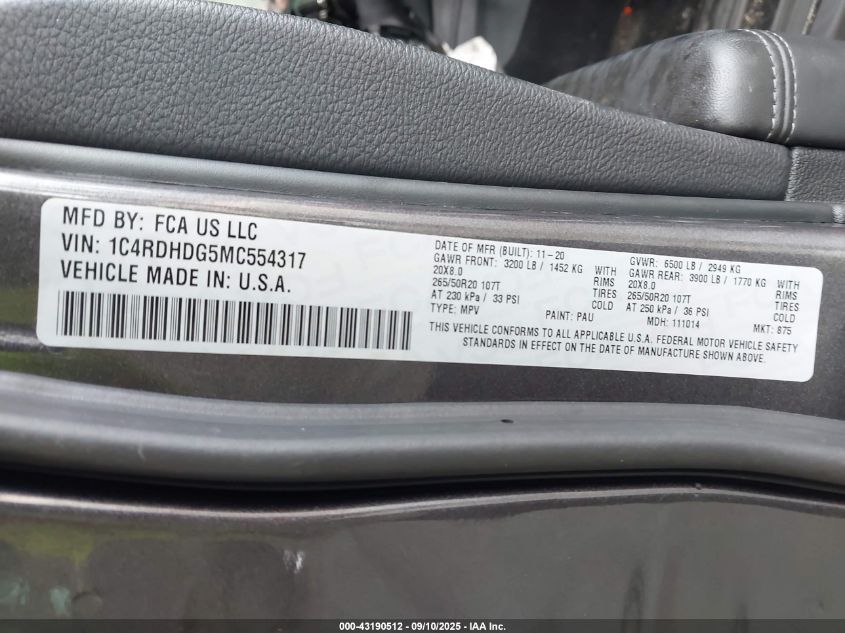 MFD BY: FCA US LLC
VIN: 1C4RDHDG5MC554317
VEHICLE MADE IN: U.S.A.
DATE OF MFR (BUILT): 11-20 GVWR: 6500 LB / 2949 KG
GAWR FRONT: 3200 LB / 1452 KG WITH GAWR REAR: 3900 LB / 1770 KG WITH
20X8.0 RIMS 20X8.0 RIMS
265/50R20 107T TIRES 265/50R20 107T TIRES
AT 230 kPa / 33 PSI COLD AT 250 kPa / 36 PSI COLD
TYPE: MPV PAINT: PAU MDH: 111014 MKT: 875
THIS VEHICLE CONFORMS TO ALL APPLICABLE U.S.A. FEDERAL MOTOR VEHICLE SAFETY
STANDARDS IN EFFECT ON THE DATE OF MANUFACTURE SHOWN ABOVE.
000-43190512 - 09/10/2025 - IAA Inc.